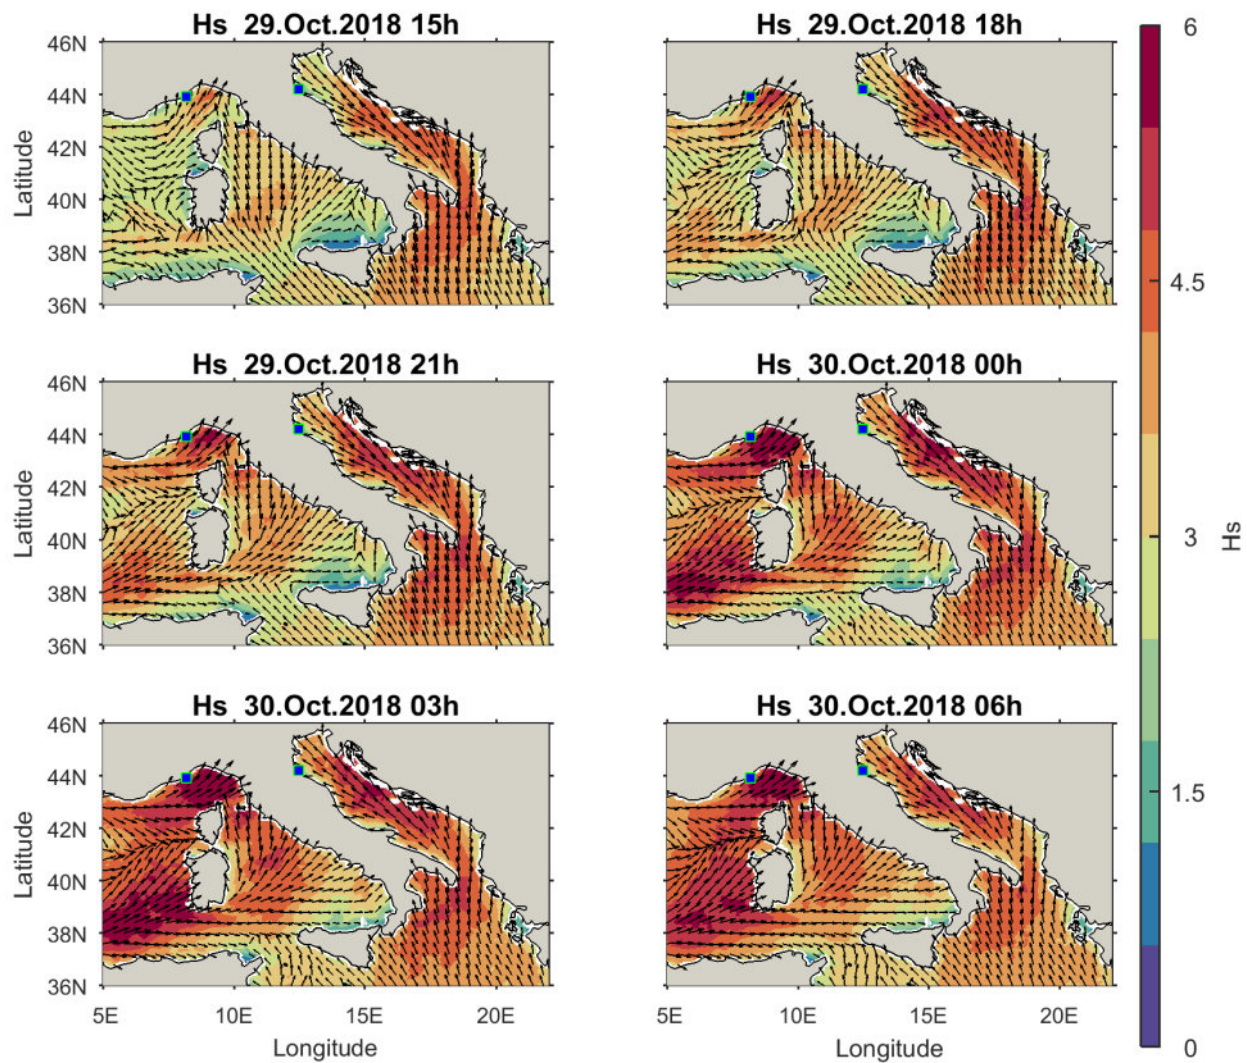 Hs 29.Oct.2018 15h
Hs 29.Oct.2018 18h
46N
44N
42N
40N
38N
36N
Latitude
Hs 29.Oct.2018 21h
Hs 30.Oct.2018 00h
46N
44N
42N
40N
38N
36N
Latitude
Hs 30.Oct.2018 03h
Hs 30.Oct.2018 06h
46N
44N
42N
40N
38N
36N
Latitude
5E 10E 15E 20E
Longitude
5E 10E 15E 20E
Longitude
6
4.5
3
1.5
0
Hs